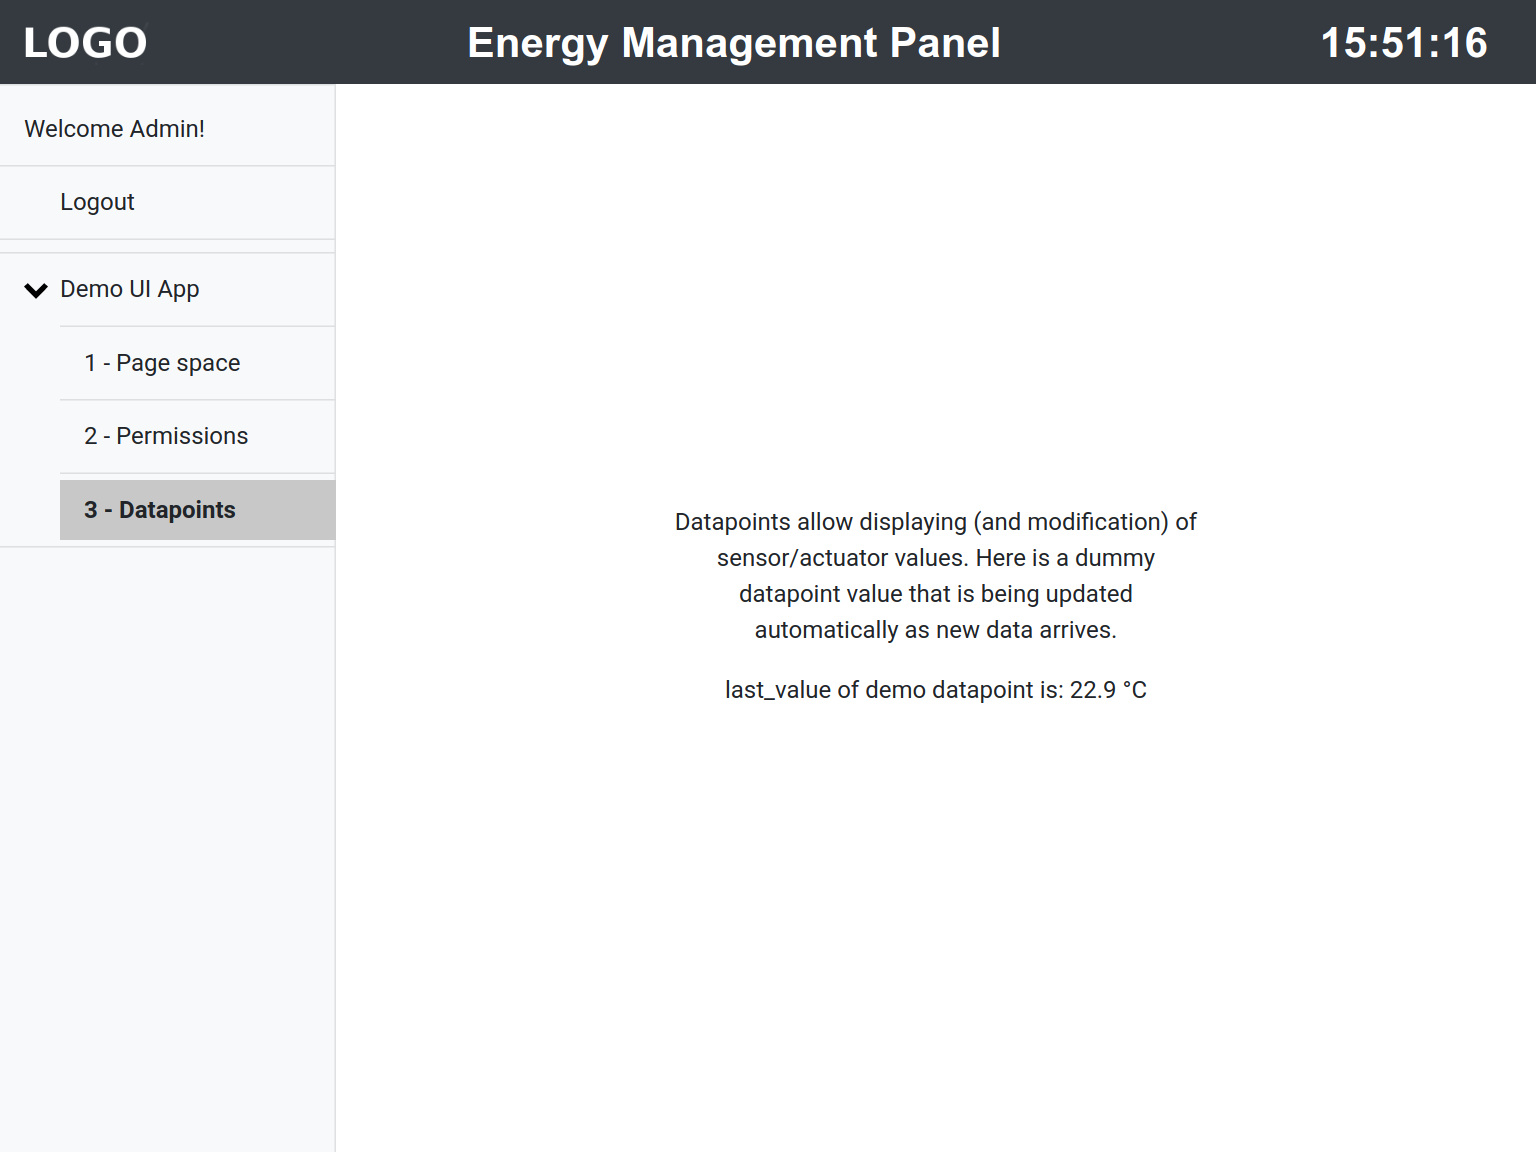 LOGO
Energy Management Panel
15:51:16
Welcome Admin!
Logout
Demo UI App
1 - Page space
2 - Permissions
3 - Datapoints
Datapoints allow displaying (and modification) of
sensor/actuator values. Here is a dummy
datapoint value that is being updated
automatically as new data arrives.
last_value of demo datapoint is: 22.9 °C